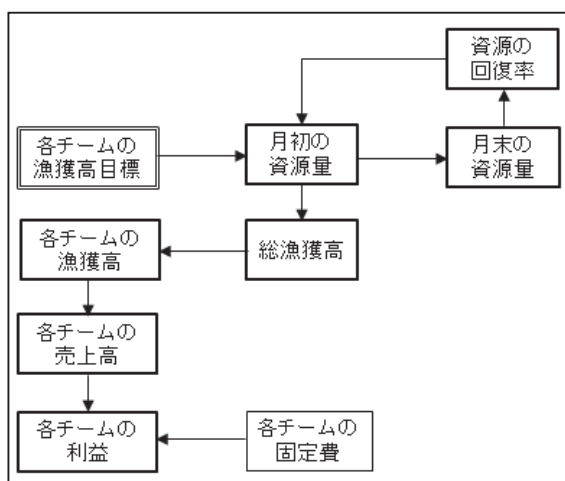 資源の
回復率
各チームの
漁獲高目標
月初の
資源量
月末の
資源量
各チームの
漁獲高
総漁獲高
各チームの
売上高
各チームの
利益
各チームの
固定費